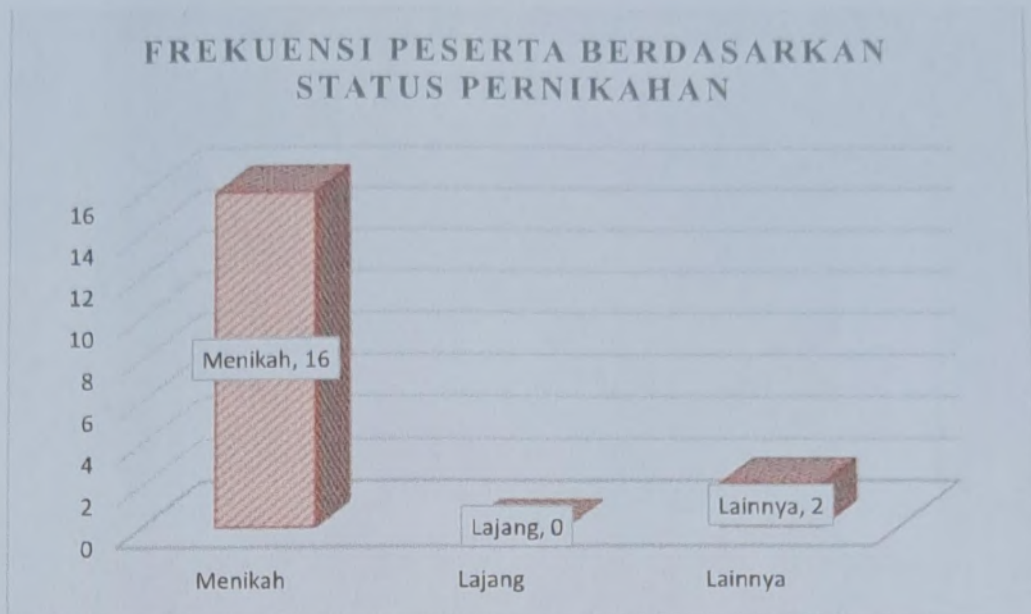 FREKUENSI PESERTA BERDASARKAN
STATUS PERNIKAHAN
16
14
12
10
8
6
4
2
0
Menikah, 16
Lajang, 0
Lainnya, 2
Menikah
Lajang
Lainnya